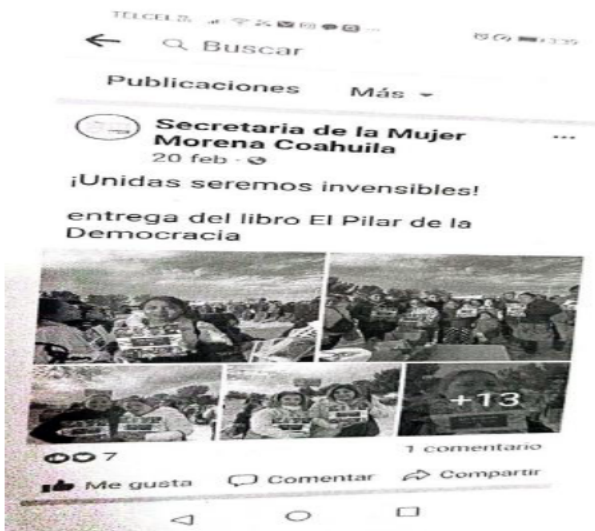 TELCEL
Buscar
Publicaciones Más
Secretaria de la Mujer
Morena Coahuila
20 feb
¡Unidas seremos invensibles!
entrega del libro El Pilar de la
Democracia
+13
7 1 comentario
Me gusta Comentar Compartir